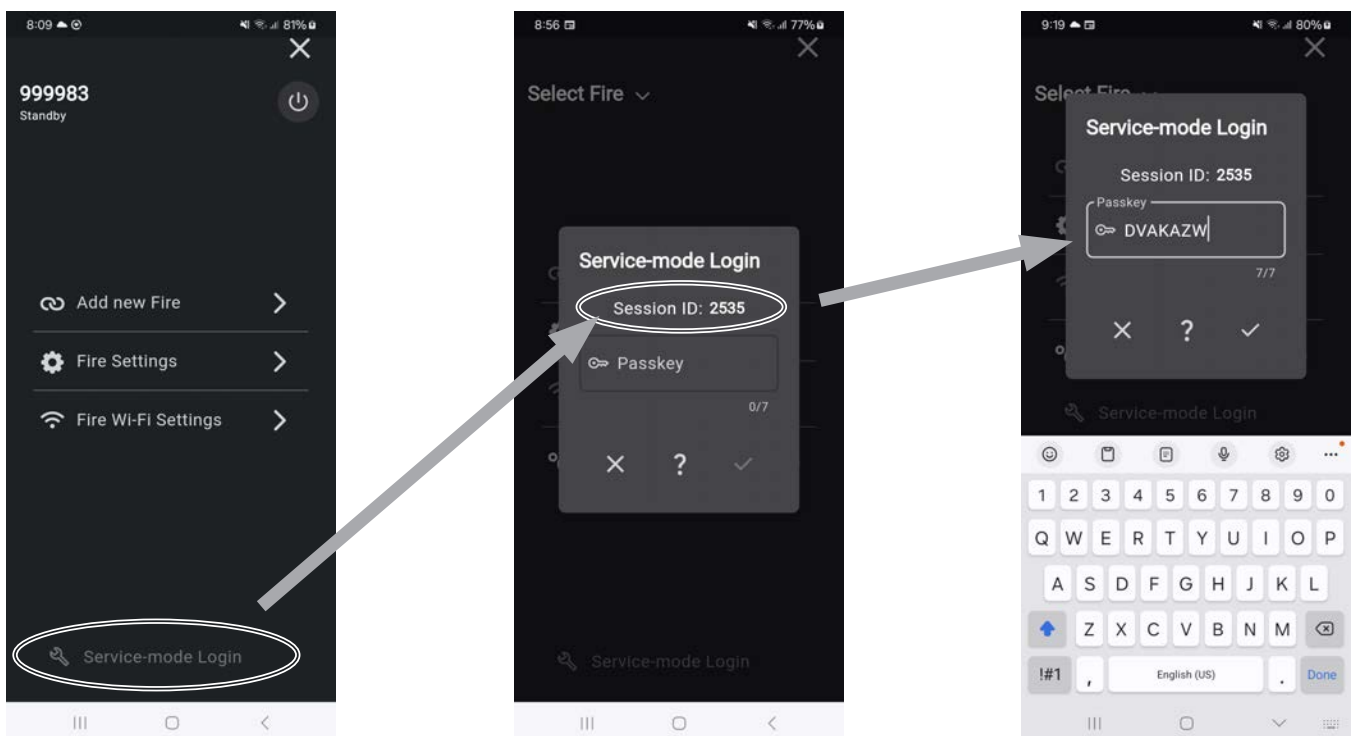 8:09
81%
999983
Standby
Add new Fire
Fire Settings
Fire Wi-Fi Settings
Service-mode Login
8:56
77%
Select Fire
Service-mode Login
Session ID: 2535
Passkey
0/7
Service-mode Login
9:19
80%
Select Fire
Service-mode Login
Session ID: 2535
Passkey
DVAKAZW
7/7
?
Service-mode Login
1 2 3 4 5 6 7 8 9 0
Q W E R T Y U I O P
A S D F G H J K L
Z X C V B N M
!#1 , English (US) . Done